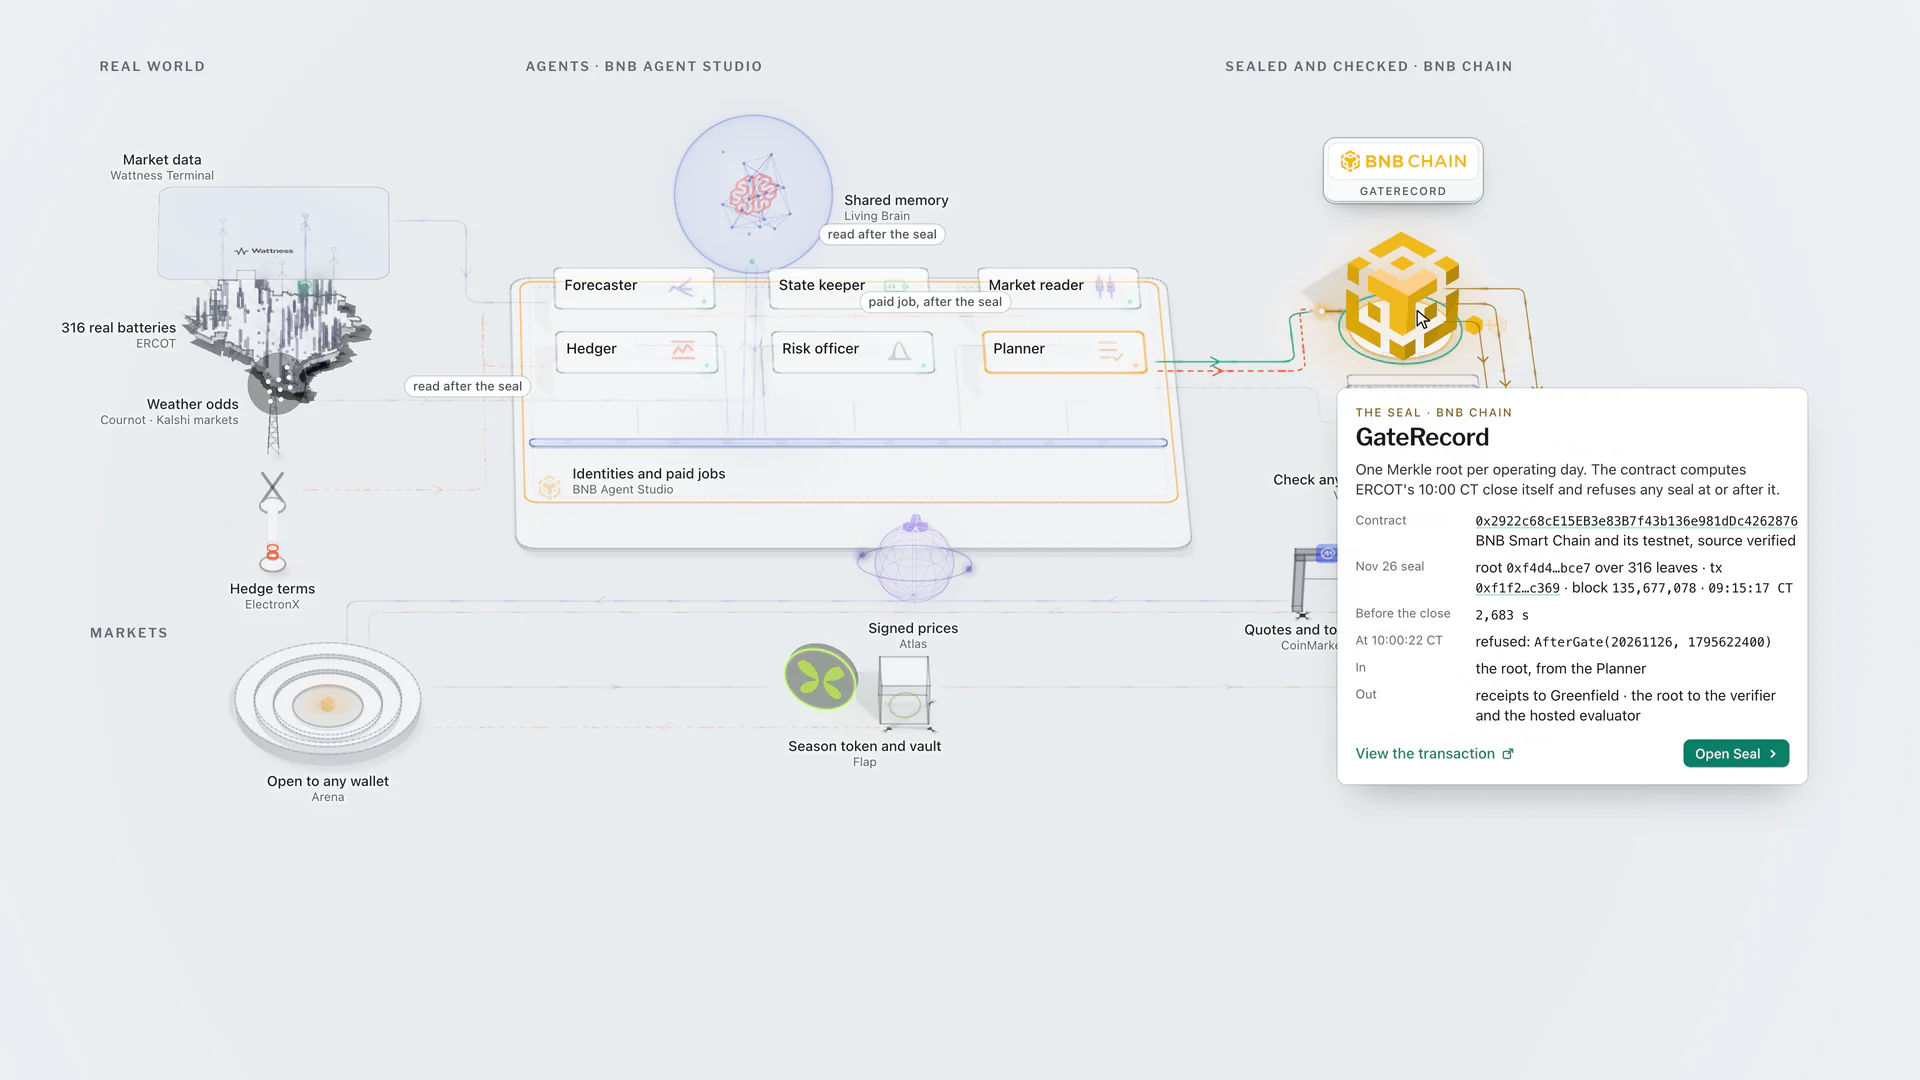 REAL WORLD
AGENTS · BNB AGENT STUDIO
SEALED AND CHECKED · BNB CHAIN
Market data
Wattness Terminal
Wattness
316 real batteries
ERCOT
Weather odds
Cournot · Kalshi markets
Hedge terms
ElectronX
Shared memory
Living Brain
read after the seal
Forecaster
State keeper
Market reader
paid job, after the seal
Hedger
Risk officer
Planner
read after the seal
Identities and paid jobs
BNB Agent Studio
BNB CHAIN
GATERECORD
Check any
Quotes and to
CoinMarke
MARKETS
Signed prices
Atlas
Season token and vault
Flap
Open to any wallet
Arena
THE SEAL · BNB CHAIN
GateRecord
One Merkle root per operating day. The contract computes
ERCOT's 10:00 CT close itself and refuses any seal at or after it.
Contract 0x2922c68cE15EB3e83B7f43b136e981dDc4262876
BNB Smart Chain and its testnet, source verified
Nov 26 seal root 0xf4d4…bce7 over 316 leaves · tx
0xf1f2…c369 · block 135,677,078 · 09:15:17 CT
Before the close 2,683 s
At 10:00:22 CT refused: AfterGate(20261126, 1795622400)
In the root, from the Planner
Out receipts to Greenfield · the root to the verifier
and the hosted evaluator
View the transaction
Open Seal